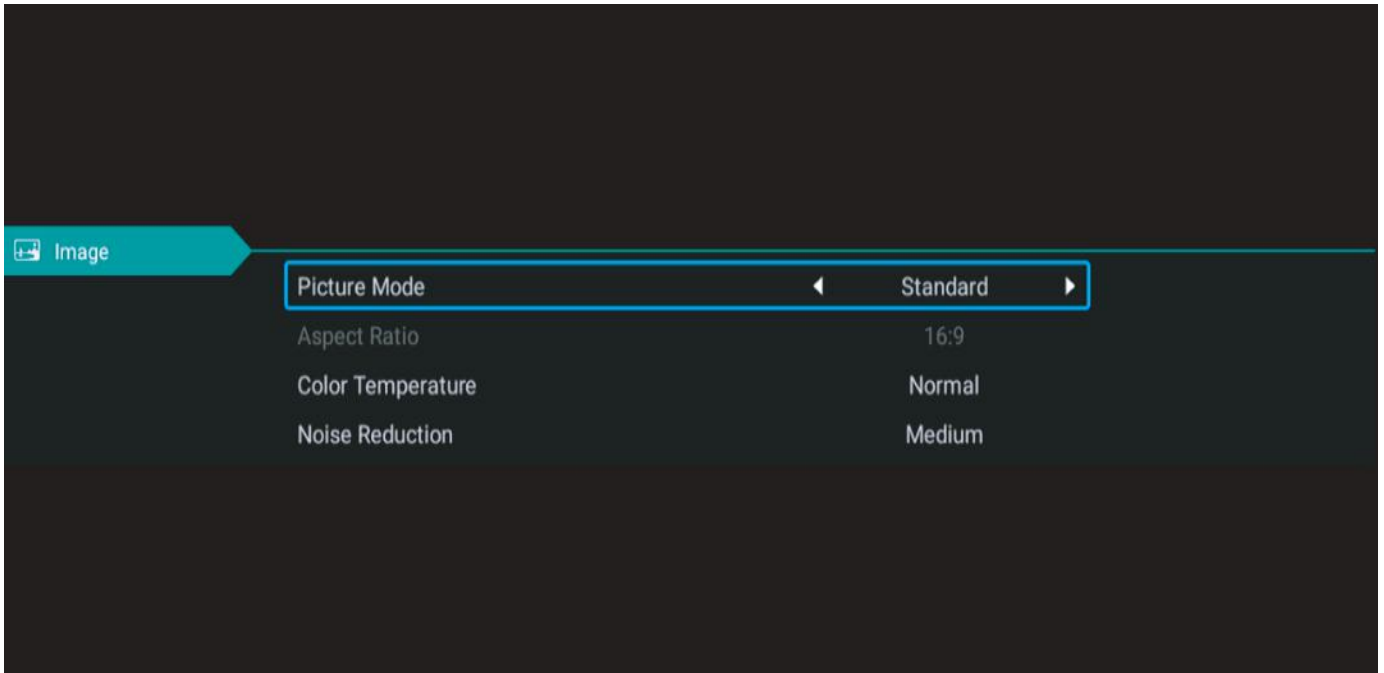 Image
Picture Mode Standard
Aspect Ratio 16:9
Color Temperature Normal
Noise Reduction Medium